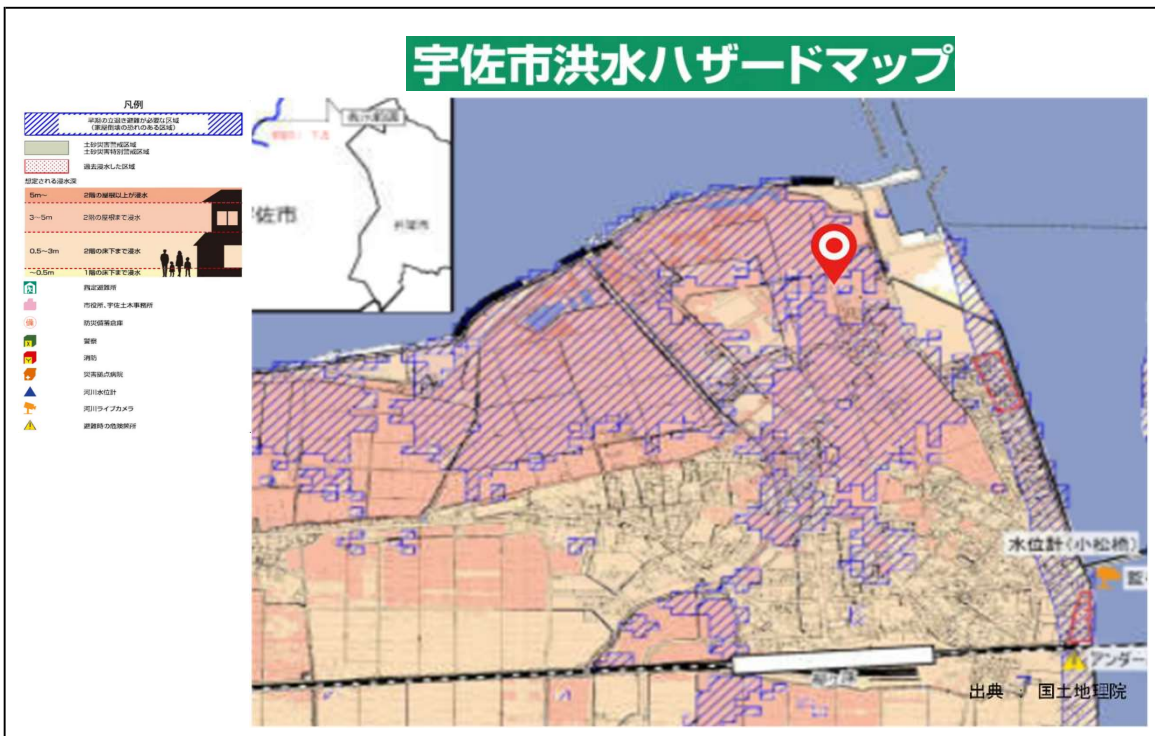 宇佐市洪水ハザードマップ
凡例
早期の立退き避難が必要な区域
(家屋倒壊の恐れのある区域)
土砂災害警戒区域
土砂災害特別警戒区域
過去浸水した区域
想定される浸水深
5m~ 2階の屋根以上が浸水
3~5m 2階の屋根まで浸水
0.5~3m 2階の床下まで浸水
~0.5m 1階の床下まで浸水
指定避難所
市役所、宇佐土木事務所
防災備蓄倉庫
警察
消防
災害拠点病院
河川水位計
河川ライブカメラ
避難時の危険箇所
佐市
杵築市
水位計(小松橋)
アンダー
出典 : 国土地理院